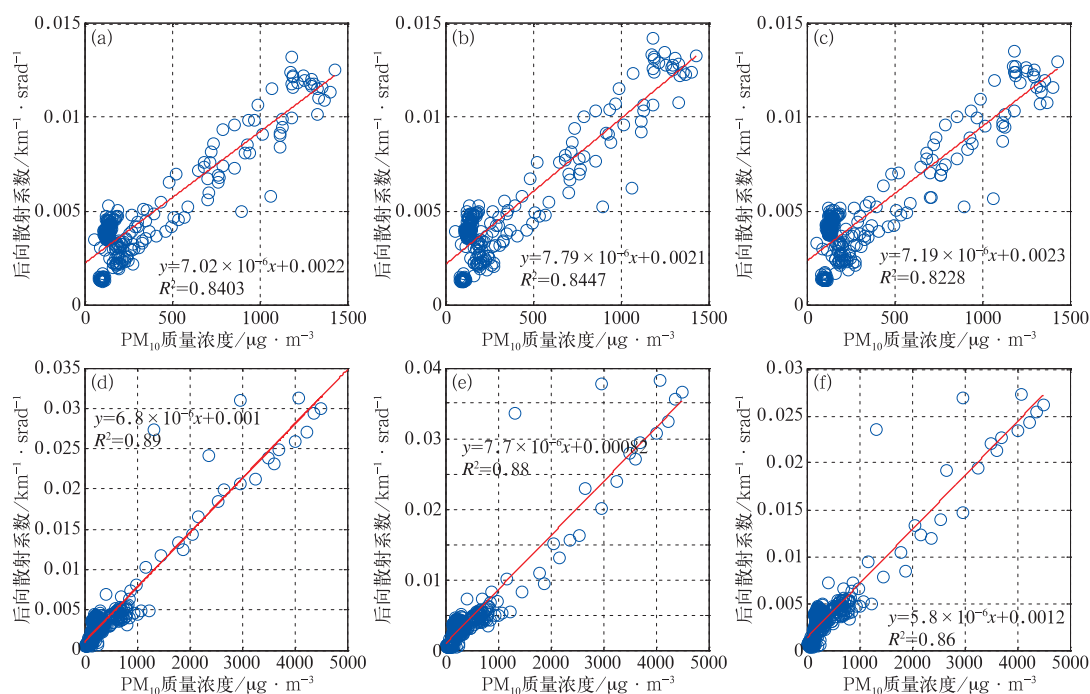 (a)
后向散射系数/km⁻¹·srad⁻¹
0.015
0.010
0.005
0
y=7.02×10⁻⁶x+0.0022
R²=0.8403
0 500 1000 1500
PM₁₀质量浓度/μg·m⁻³
(b)
后向散射系数/km⁻¹·srad⁻¹
0.015
0.010
0.005
0
y=7.79×10⁻⁶x+0.0021
R²=0.8447
0 500 1000 1500
PM₁₀质量浓度/μg·m⁻³
(c)
后向散射系数/km⁻¹·srad⁻¹
0.015
0.010
0.005
0
y=7.19×10⁻⁶x+0.0023
R²=0.8228
0 500 1000 1500
PM₁₀质量浓度/μg·m⁻³
(d)
后向散射系数/km⁻¹·srad⁻¹
0.035
0.030
0.025
0.020
0.015
0.010
0.005
0
y=6.8×10⁻⁶x+0.001
R²=0.89
0 1000 2000 3000 4000 5000
PM₁₀质量浓度/μg·m⁻³
(e)
后向散射系数/km⁻¹·srad⁻¹
0.04
0.03
0.02
0.01
0
y=7.7×10⁻⁶x+0.00082
R²=0.88
0 1000 2000 3000 4000 5000
PM₁₀质量浓度/μg·m⁻³
(f)
后向散射系数/km⁻¹·srad⁻¹
0.03
0.025
0.020
0.015
0.010
0.005
0
y=5.8×10⁻⁶x+0.0012
R²=0.86
0 1000 2000 3000 4000 5000
PM₁₀质量浓度/μg·m⁻³